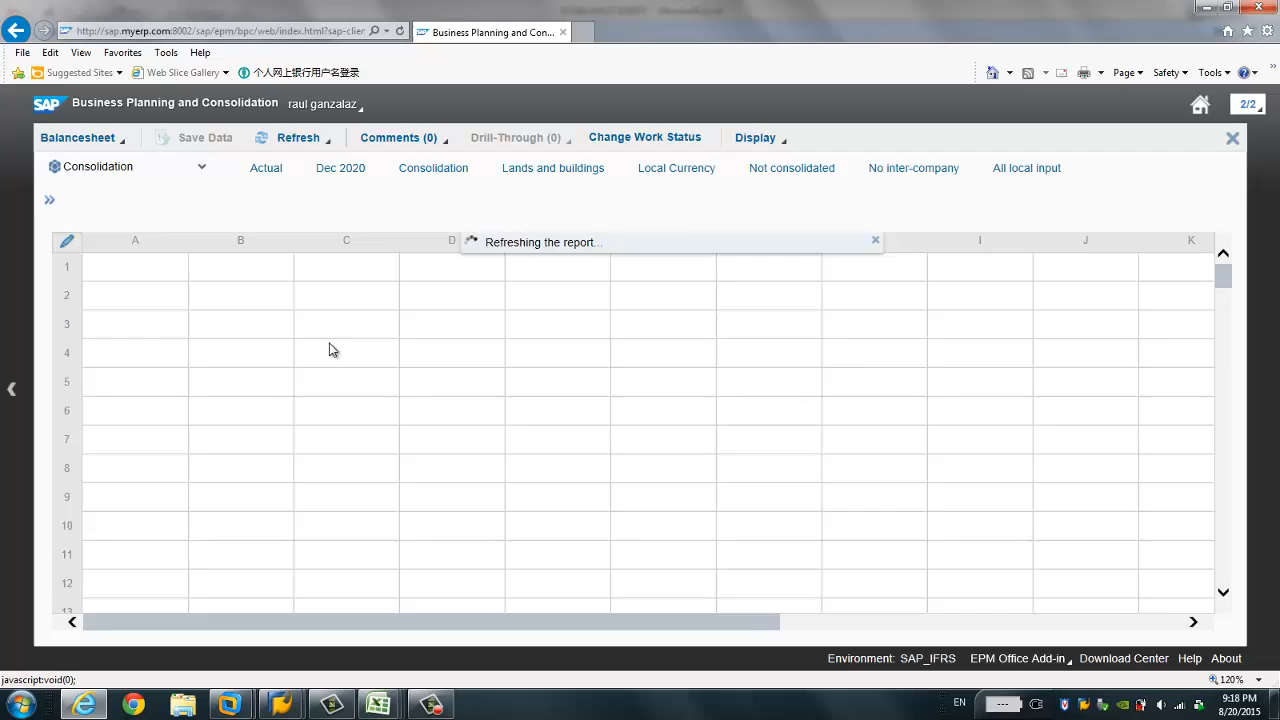 http://sap.myerp.com:8002/sap/epm/bpc/web/index.html?sap-clier
Business Planning and Con...
File Edit View Favorites Tools Help
Suggested Sites Web Slice Gallery 个人网上银行用户名登录
Page Safety Tools
SAP Business Planning and Consolidation raul ganzalaz 2/2
Balancesheet Save Data Refresh Comments (0) Drill-Through (0) Change Work Status Display
Consolidation Actual Dec 2020 Consolidation Lands and buildings Local Currency Not consolidated No inter-company All local input
A B C D Refreshing the report... I J K
1
2
3
4
5
6
7
8
9
10
11
12
13
Environment: SAP_IFRS EPM Office Add-in Download Center Help About
javascript:void(0); 120%
EN 9:18 PM
8/20/2015